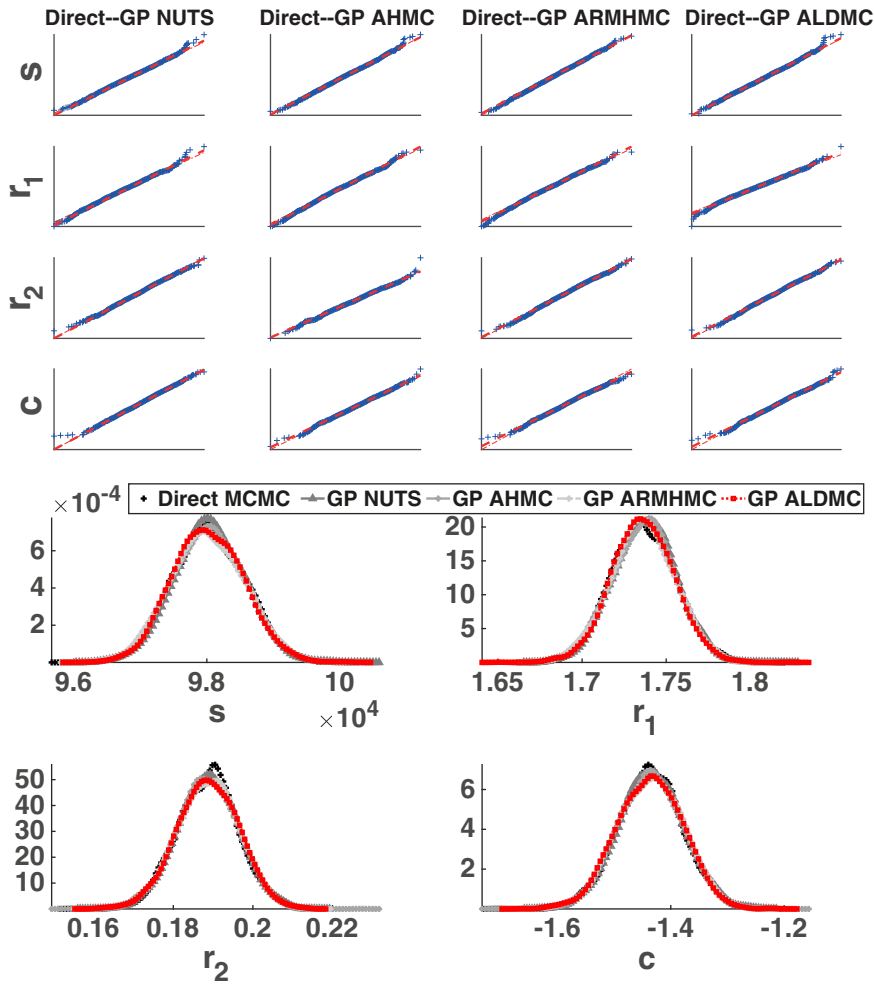 Direct--GP NUTS Direct--GP AHMC Direct--GP ARMHMC Direct--GP ALDMC
s
r1
r2
c
Direct MCMC GP NUTS GP AHMC GP ARMHMC GP ALDMC
×10-4
6
4
2
9.6 9.8 10
s
×104
20
15
10
5
1.65 1.7 1.75 1.8
r1
50
40
30
20
10
0.16 0.18 0.2 0.22
r2
6
4
2
-1.6 -1.4 -1.2
c